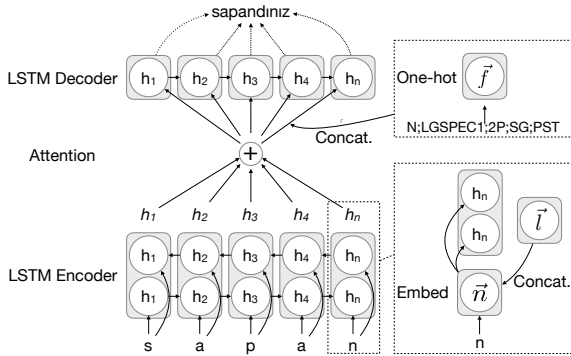 sapandınız
LSTM Decoder
h1 h2 h3 h4 hn
One-hot
f
N;LGSPEC1;2P;SG;PST
Concat.
Attention
+
h1 h2 h3 h4 hn
LSTM Encoder
h1 h2 h3 h4 hn
h1 h2 h3 h4 hn
s a p a n
hn
hn
l
Embed
n
Concat.
n